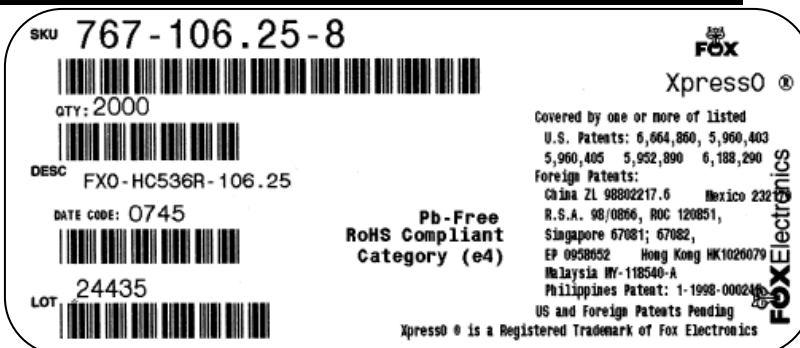 SKU 767-106.25-8
QTY: 2000
DESC FXO-HC536R-106.25
DATE CODE: 0745
LOT 24435
Pb-Free
RoHS Compliant
Category (e4)
FOX
XpressO ®
Covered by one or more of listed
U.S. Patents: 6,664,860, 5,960,403
5,960,405 5,952,890 6,188,290
Foreign Patents:
China ZL 98802217.6 Mexico
R.S.A. 98/0866, ROC 120851,
Singapore 67081; 67082,
EP 0958652 Hong Kong HK1026079
Malaysia MY-118540-A
Philippines Patent:
US and Foreign Patents Pending
XpressO ® is a Registered Trademark of Fox Electronics
FOXElectronics